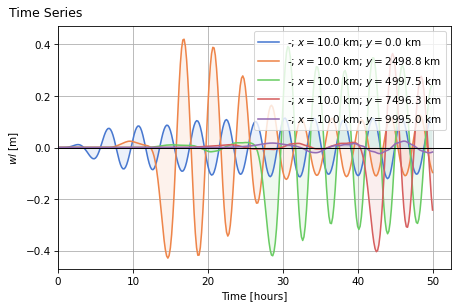 Time Series
0.4
0.2
0.0
−0.2
−0.4
wl [m]
-; x = 10.0 km; y = 0.0 km
-; x = 10.0 km; y = 2498.8 km
-; x = 10.0 km; y = 4997.5 km
-; x = 10.0 km; y = 7496.3 km
-; x = 10.0 km; y = 9995.0 km
0 10 20 30 40 50
Time [hours]